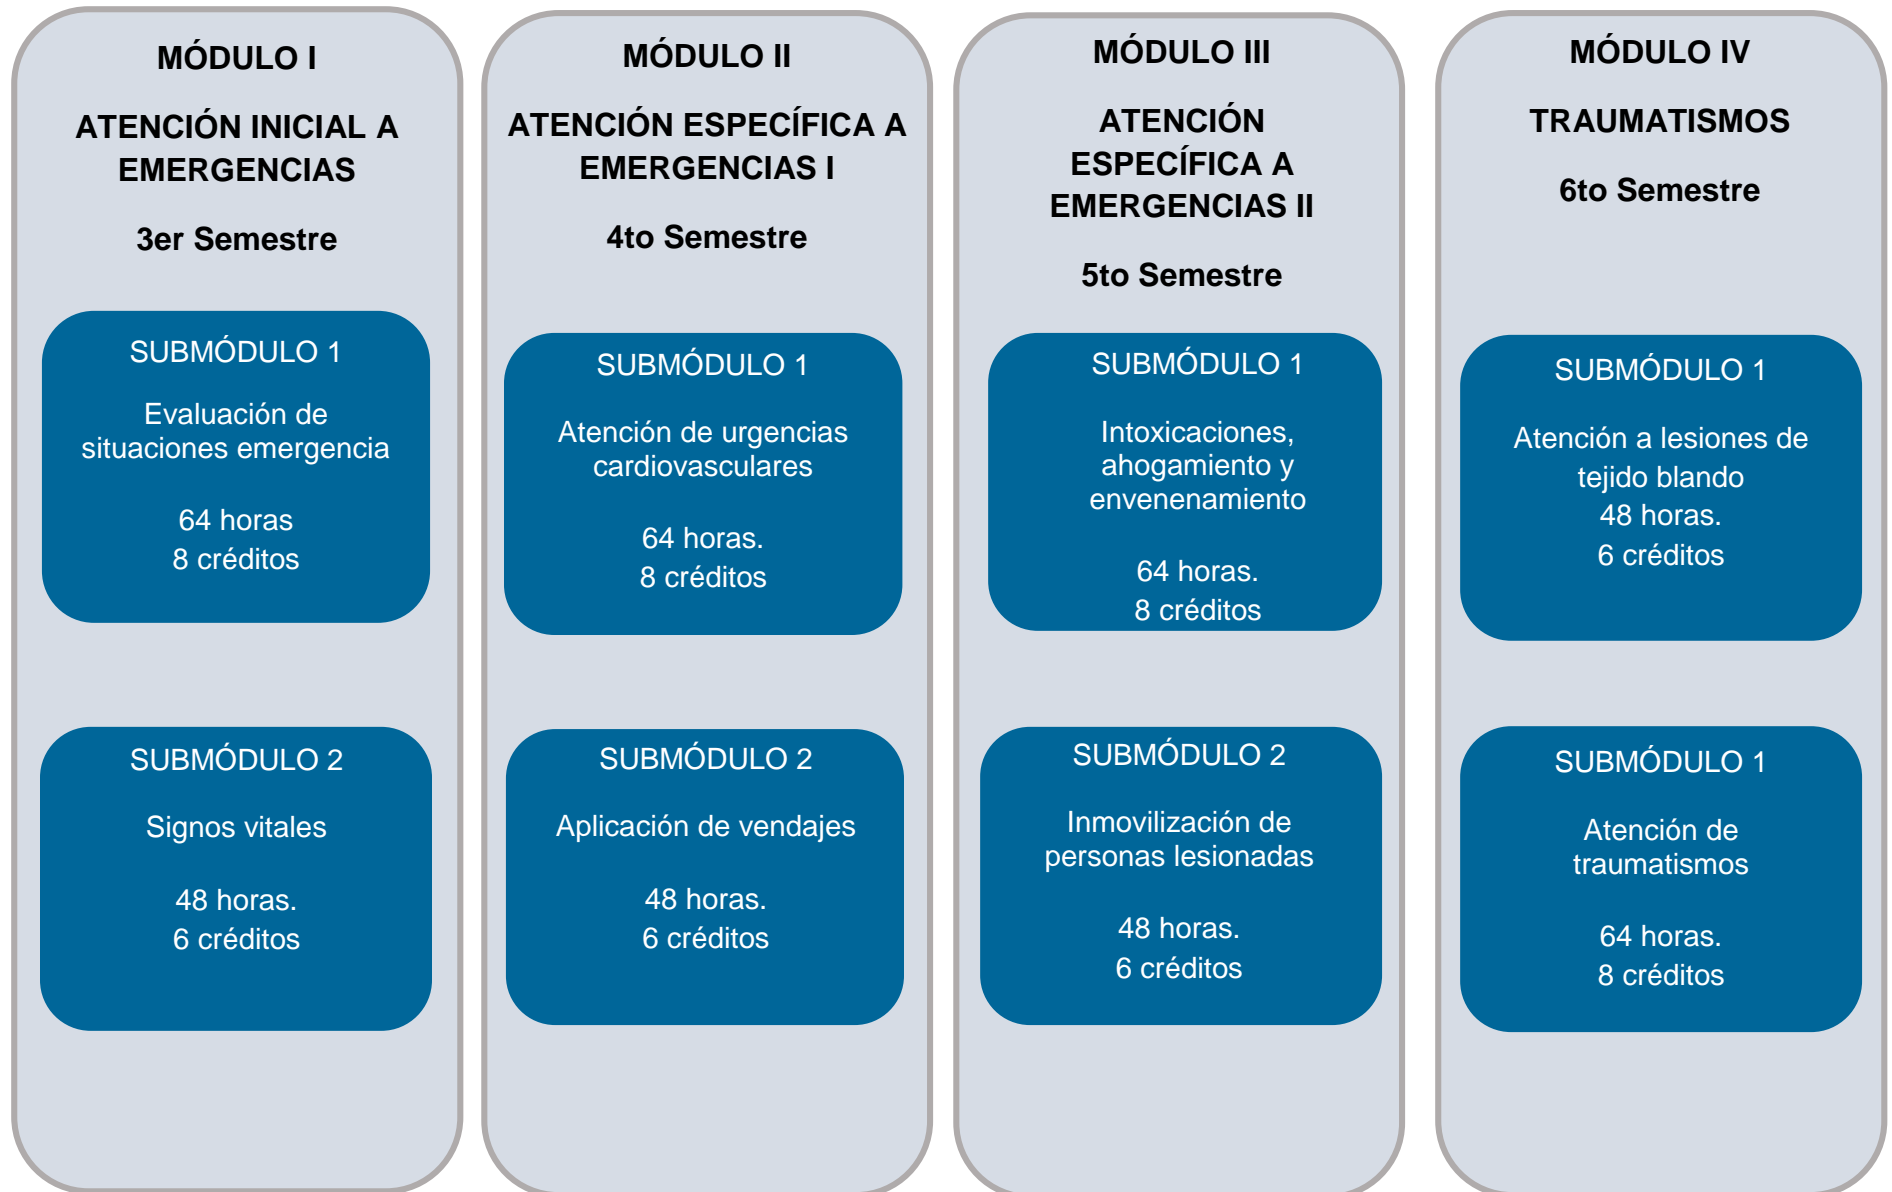 MÓDULO I
ATENCIÓN INICIAL A
EMERGENCIAS
3er Semestre
SUBMÓDULO 1
Evaluación de
situaciones emergencia
64 horas
8 créditos
SUBMÓDULO 2
Signos vitales
48 horas.
6 créditos
MÓDULO II
ATENCIÓN ESPECÍFICA A
EMERGENCIAS I
4to Semestre
SUBMÓDULO 1
Atención de urgencias
cardiovasculares
64 horas.
8 créditos
SUBMÓDULO 2
Aplicación de vendajes
48 horas.
6 créditos
MÓDULO III
ATENCIÓN
ESPECÍFICA A
EMERGENCIAS II
5to Semestre
SUBMÓDULO 1
Intoxicaciones,
ahogamiento y
envenenamiento
64 horas.
8 créditos
SUBMÓDULO 2
Inmovilización de
personas lesionadas
48 horas.
6 créditos
MÓDULO IV
TRAUMATISMOS
6to Semestre
SUBMÓDULO 1
Atención a lesiones de
tejido blando
48 horas.
6 créditos
SUBMÓDULO 1
Atención de
traumatismos
64 horas.
8 créditos